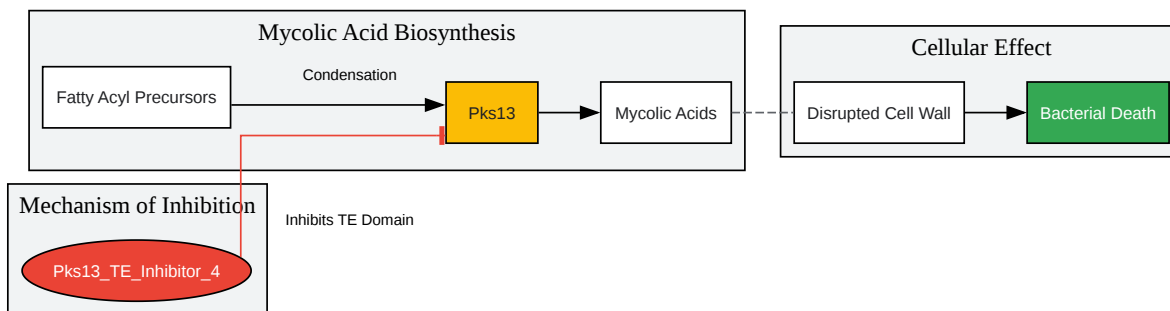 Mycolic Acid Biosynthesis
Cellular Effect
Condensation
Fatty Acyl Precursors
Pks13
Mycolic Acids
Disrupted Cell Wall
Bacterial Death
Mechanism of Inhibition
Inhibits TE Domain
Pks13_TE_Inhibitor_4